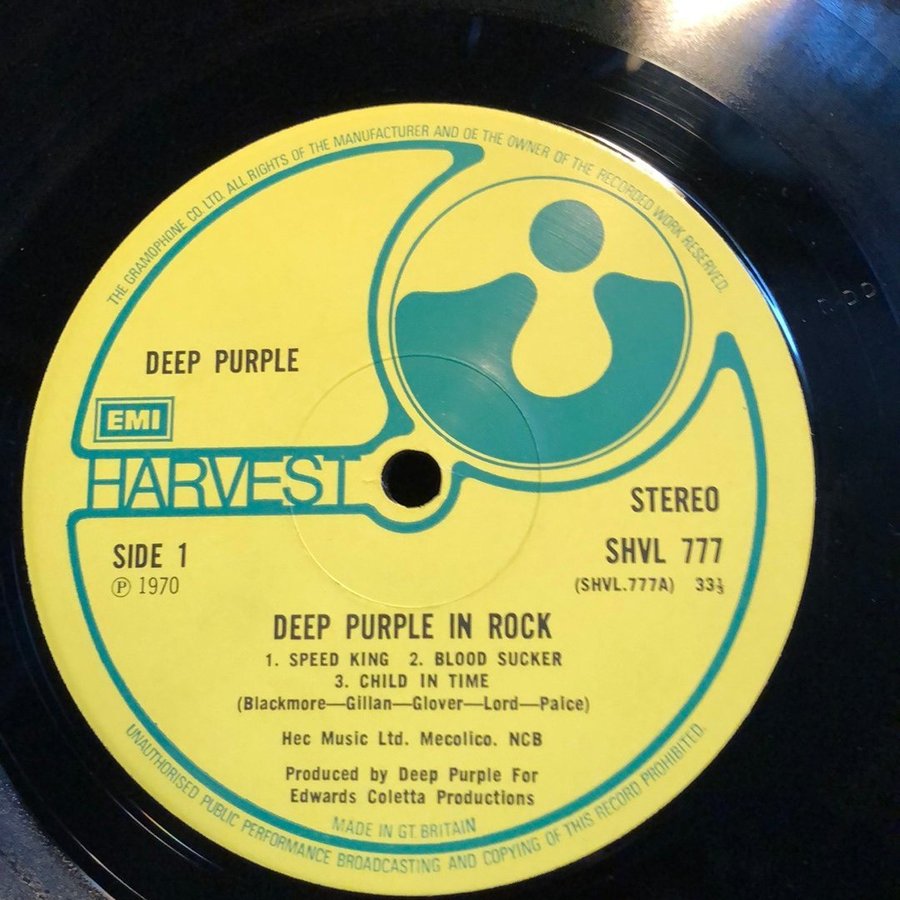 THE GRAMOPHONE CO. LTD. ALL RIGHTS OF THE MANUFACTURER AND OF THE OWNER OF THE RECORDED WORK RESERVED.
DEEP PURPLE
EMI
HARVEST
STEREO
SIDE 1
SHVL 777
℗ 1970
(SHVL.777A) 33⅓
DEEP PURPLE IN ROCK
1. SPEED KING 2. BLOOD SUCKER
3. CHILD IN TIME
(Blackmore—Gillan—Glover—Lord—Paice)
Hec Music Ltd. Mecolico. NCB
Produced by Deep Purple For
Edwards Coletta Productions
MADE IN GT. BRITAIN
UNAUTHORISED PUBLIC PERFORMANCE BROADCASTING AND COPYING OF THIS RECORD PROHIBITED.